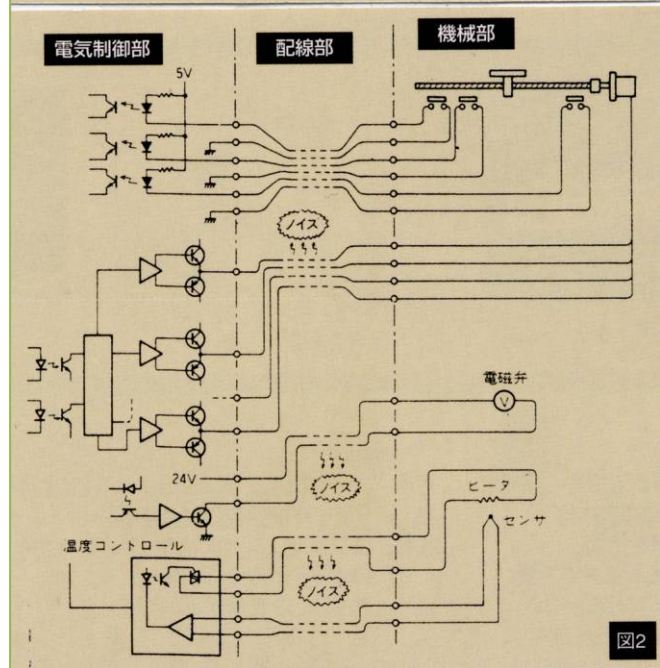 電気制御部
配線部
機械部
5V
ノイズ
電磁弁
V
24V
ノイズ
ヒータ
センサ
温度コントロール
ノイズ
図2